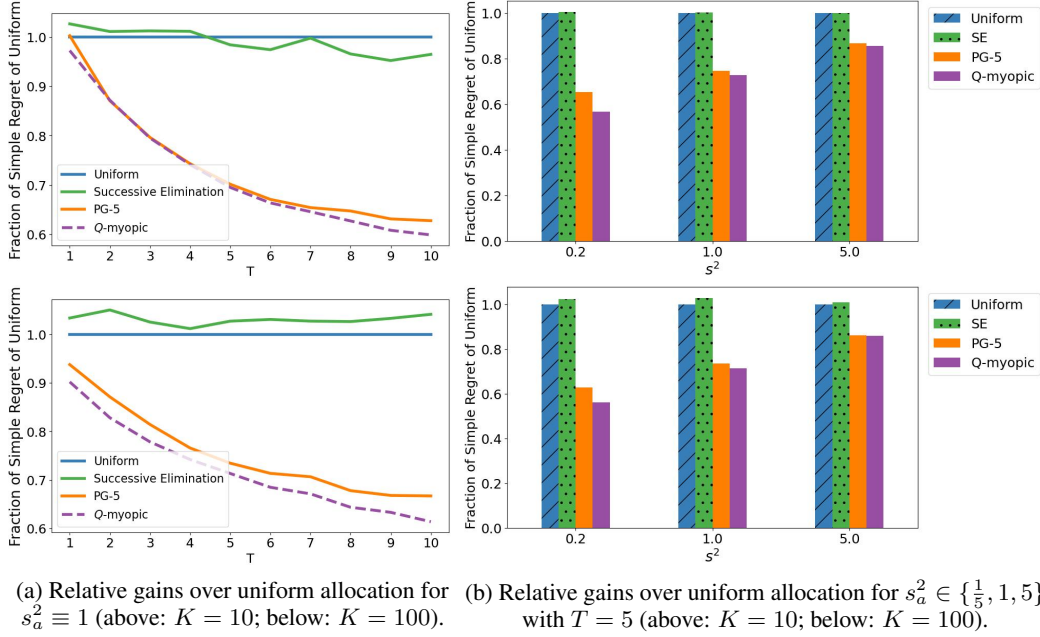 Fraction of Simple Regret of Uniform
1.0
0.9
0.8
0.7
0.6
Uniform
Successive Elimination
PG-5
Q-myopic
1 2 3 4 5 6 7 8 9 10
T
Fraction of Simple Regret of Uniform
1.0
0.8
0.6
0.4
0.2
0.0
0.2 1.0 5.0
s²
Uniform
SE
PG-5
Q-myopic
Fraction of Simple Regret of Uniform
1.0
0.9
0.8
0.7
0.6
Uniform
Successive Elimination
PG-5
Q-myopic
1 2 3 4 5 6 7 8 9 10
T
Fraction of Simple Regret of Uniform
1.0
0.8
0.6
0.4
0.2
0.0
0.2 1.0 5.0
s²
Uniform
SE
PG-5
Q-myopic
(a) Relative gains over uniform allocation for
$s_a^2 \equiv 1$ (above: $K = 10$; below: $K = 100$).
(b) Relative gains over uniform allocation for $s_a^2 \in \{\frac{1}{5}, 1, 5\}$
with $T = 5$ (above: $K = 10$; below: $K = 100$).